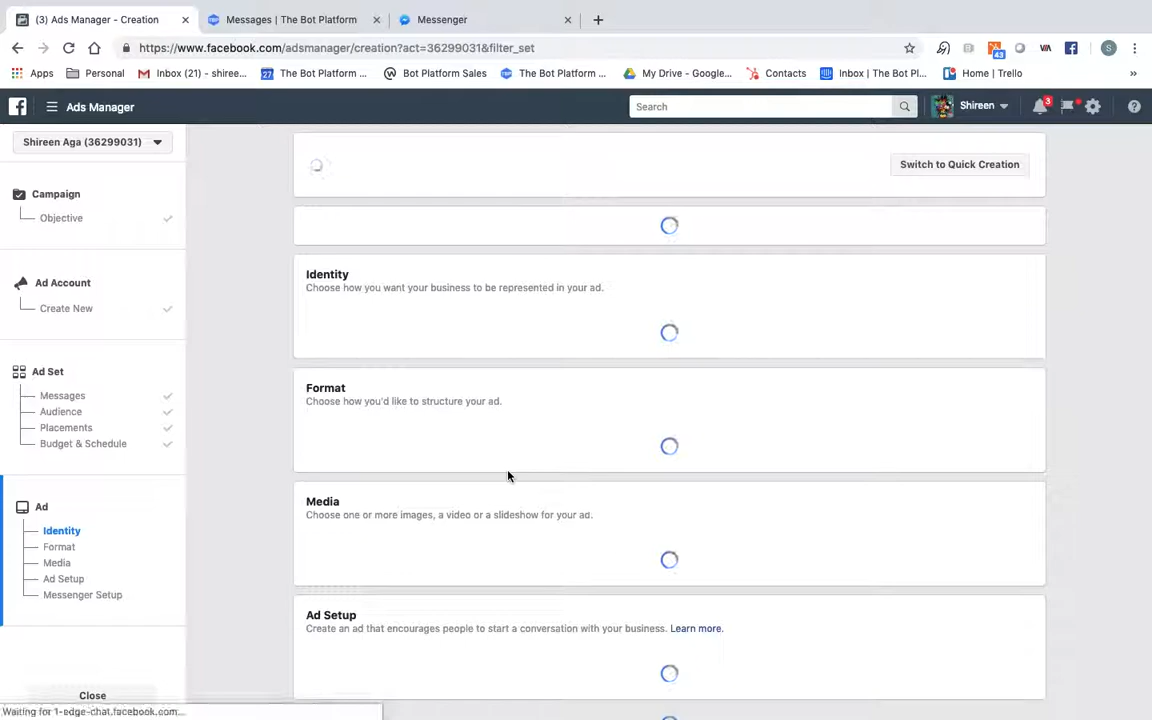 (3) Ads Manager - Creation
Messages | The Bot Platform
Messenger
https://www.facebook.com/adsmanager/creation?act=36299031&filter_set
43
VIA
S
Apps
Personal
Inbox (21) - shiree...
27
The Bot Platform ...
Bot Platform Sales
The Bot Platform ...
My Drive - Google...
Contacts
Inbox | The Bot Pl...
Home | Trello
Ads Manager
Search
Shireen
3
Shireen Aga (36299031)
Switch to Quick Creation
Campaign
Objective
Identity
Choose how you want your business to be represented in your ad.
Ad Account
Create New
Format
Choose how you'd like to structure your ad.
Ad Set
Messages
Audience
Placements
Budget & Schedule
Media
Choose one or more images, a video or a slideshow for your ad.
Ad
Identity
Format
Media
Ad Setup
Messenger Setup
Ad Setup
Create an ad that encourages people to start a conversation with your business. Learn more.
Close
Waiting for 1-edge-chat.facebook.com...